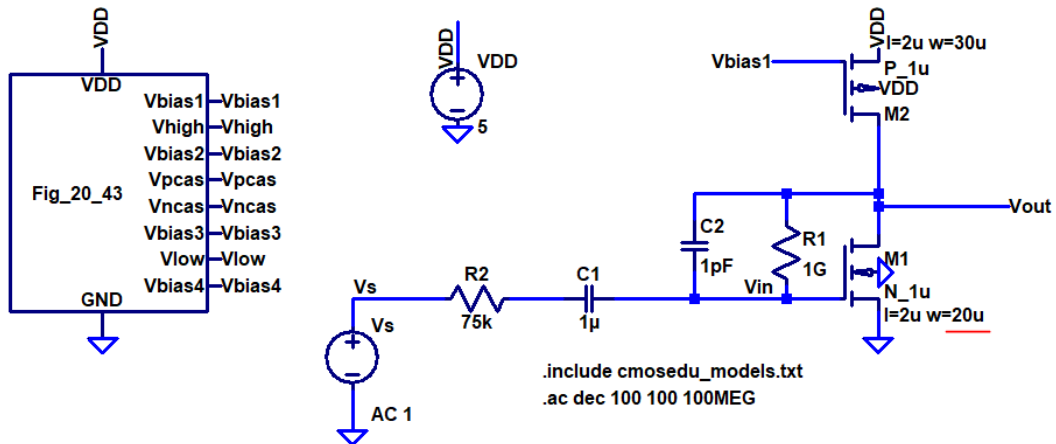 VDD
VDD
Vbias1 Vbias1
Vhigh Vhigh
Vbias2 Vbias2
Vpcas Vpcas
Fig_20_43
Vncas Vncas
Vbias3 Vbias3
Vlow Vlow
Vbias4 Vbias4
GND
VDD
VDD
5
VDD
l=2u w=30u
Vbias1
P_1u
VDD
M2
C2
1pF
R1
1G
Vout
M1
N_1u
l=2u w=20u
Vin
Vs
R2
75k
C1
1µ
Vs
AC 1
.include cmosedu_models.txt
.ac dec 100 100 100MEG